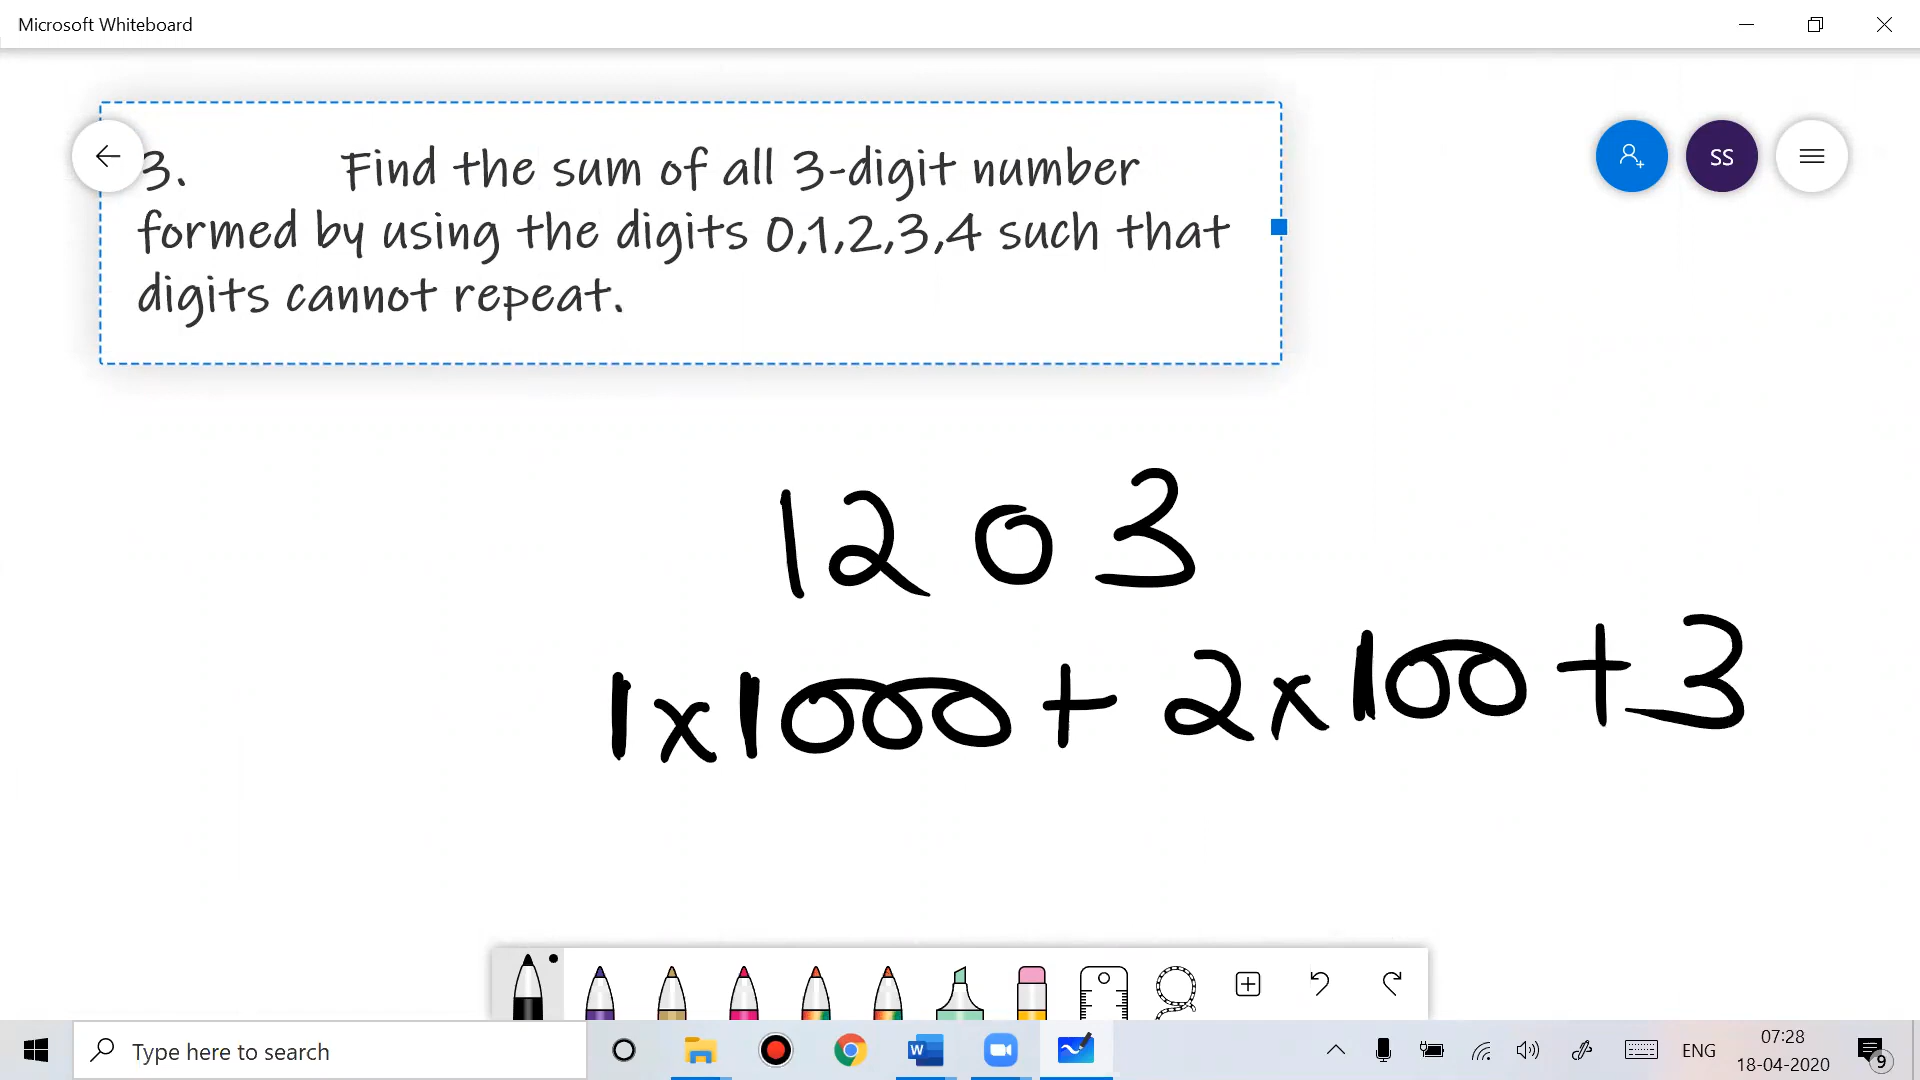 Microsoft Whiteboard
3. Find the sum of all 3-digit number
formed by using the digits 0,1,2,3,4 such that
digits cannot repeat.
SS
1203
1x1000+ 2x100+3
Type here to search
W
ENG
07:28
18-04-2020
9